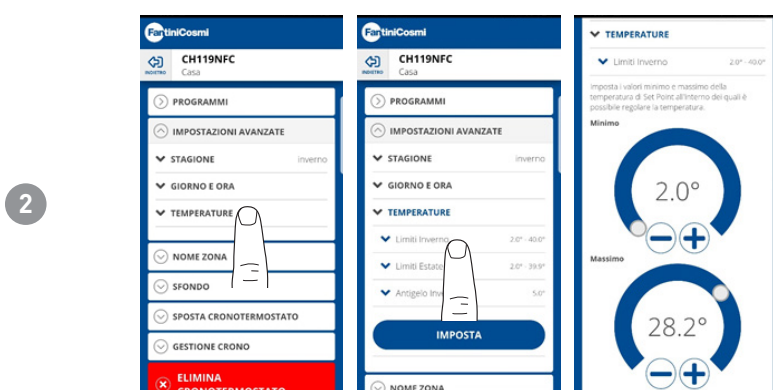 2
FantiniCosmi
INDIETRO
CH119NFC
Casa
PROGRAMMI
IMPOSTAZIONI AVANZATE
STAGIONE inverno
GIORNO E ORA
TEMPERATURE
NOME ZONA
SFONDO
SPOSTA CRONOTERMOSTATO
GESTIONE CRONO
ELIMINA
CRONOTERMOSTATO
FantiniCosmi
INDIETRO
CH119NFC
Casa
PROGRAMMI
IMPOSTAZIONI AVANZATE
STAGIONE inverno
GIORNO E ORA
TEMPERATURE
Limiti Inverno 2.0° - 40.0°
Limiti Estate 2.0° - 39.9°
Antigelo 5.0°
IMPOSTA
NOME ZONA
TEMPERATURE
Limiti Inverno 2.0° - 40.0°
Imposta i valori minimo e massimo della
temperatura di Set Point all'interno dei quali è
possibile regolare la temperatura.
Minimo
2.0°
Massimo
28.2°